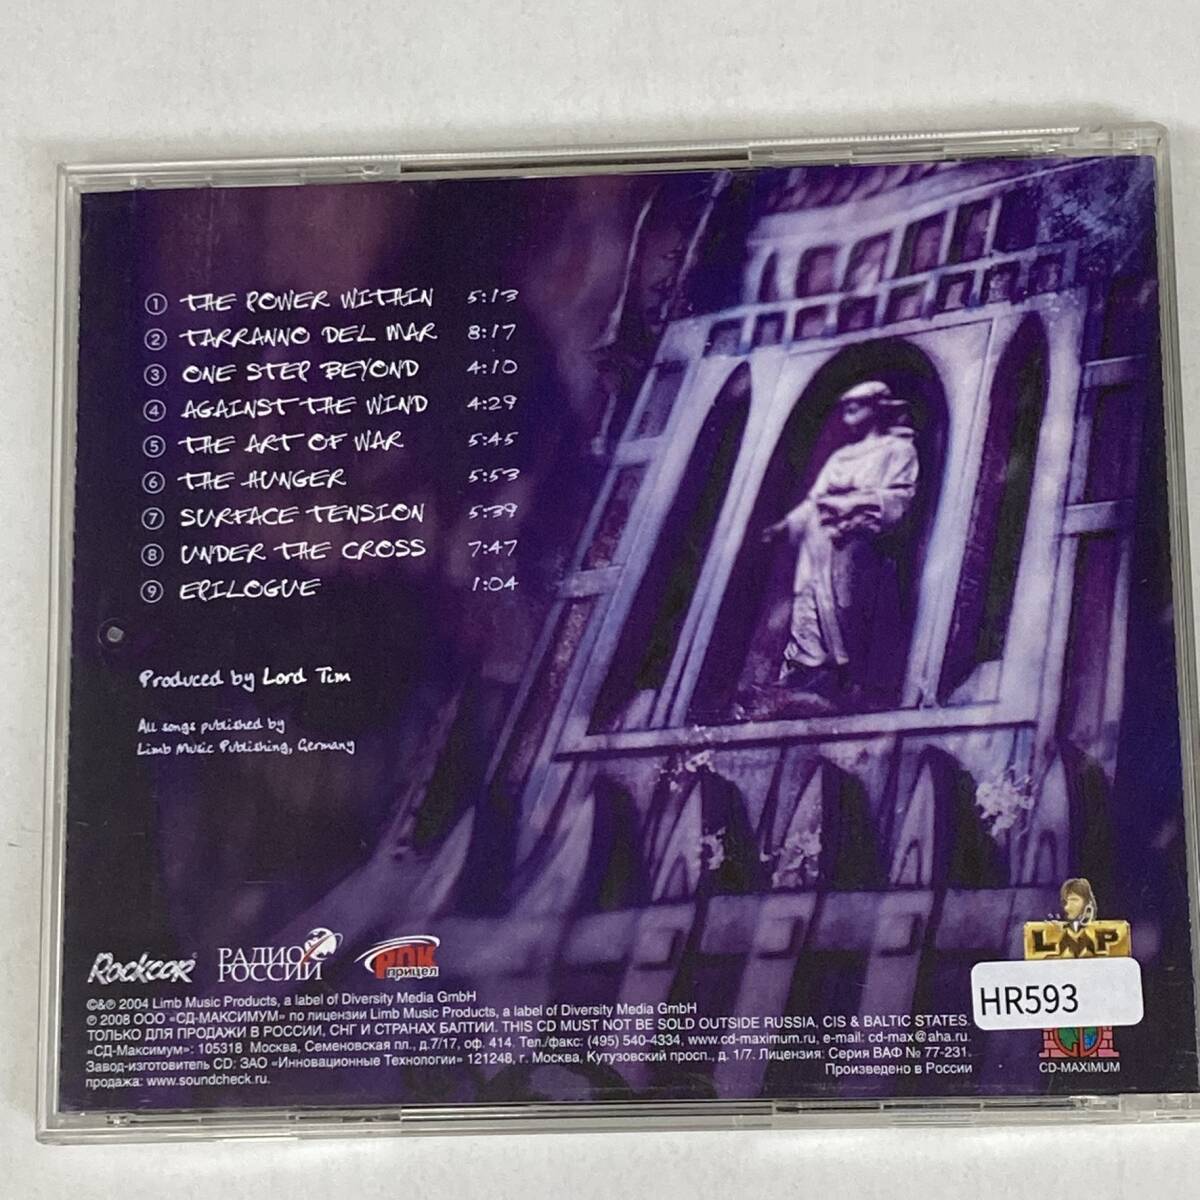 1 THE POWER WITHIN 5:13
2 TARRANNO DEL MAR 8:17
3 ONE STEP BEYOND 4:10
4 AGAINST THE WIND 4:29
5 THE ART OF WAR 5:45
6 THE HUNGER 5:53
7 SURFACE TENSION 5:39
8 UNDER THE CROSS 7:47
9 EPILOGUE 1:04
Produced by Lord Tim
All songs published by
Limb Music Publishing, Germany
Rockcor
РАДИО
РОССИИ
РОК
прицел
LMP
HR593
©&℗ 2004 Limb Music Products, a label of Diversity Media GmbH
℗ 2008 ООО «СД-МАКСИМУМ» по лицензии Limb Music Products, a label of Diversity Media GmbH
ТОЛЬКО ДЛЯ ПРОДАЖИ В РОССИИ, СНГ И СТРАНАХ БАЛТИИ. THIS CD MUST NOT BE SOLD OUTSIDE RUSSIA, CIS & BALTIC STATES.
«СД-Максимум»: 105318 Москва, Семеновская пл., д.7/17, оф. 414. Тел./факс: (495) 540-4334, www.cd-maximum.ru, e-mail: cd-max@aha.ru.
Завод-изготовитель CD: ЗАО «Инновационные Технологии» 121248, г. Москва, Кутузовский просп., д. 1/7. Лицензия: Серия ВАФ № 77-231.
продажа: www.soundcheck.ru.
Произведено в России
CD-MAXIMUM